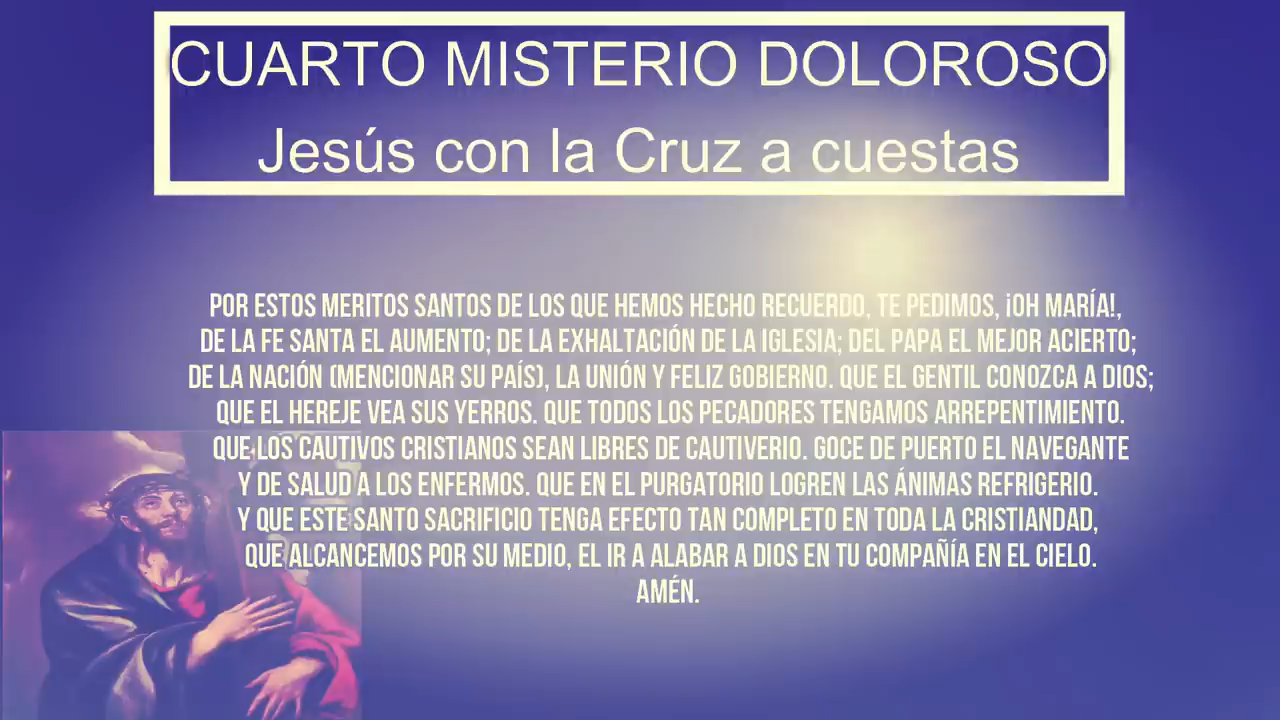 CUARTO MISTERIO DOLOROSO
Jesús con la Cruz a cuestas
POR ESTOS MERITOS SANTOS DE LOS QUE HEMOS HECHO RECUERDO, TE PEDIMOS, ¡OH MARÍA!,
DE LA FE SANTA EL AUMENTO; DE LA EXHALTACIÓN DE LA IGLESIA; DEL PAPA EL MEJOR ACIERTO;
DE LA NACIÓN (MENCIONAR SU PAÍS), LA UNIÓN Y FELIZ GOBIERNO. QUE EL GENTIL CONOZCA A DIOS;
QUE EL HEREJE VEA SUS YERROS. QUE TODOS LOS PECADORES TENGAMOS ARREPENTIMIENTO.
QUE LOS CAUTIVOS CRISTIANOS SEAN LIBRES DE CAUTIVERIO. GOCE DE PUERTO EL NAVEGANTE
Y DE SALUD A LOS ENFERMOS. QUE EN EL PURGATORIO LOGREN LAS ÁNIMAS REFRIGERIO.
Y QUE ESTE SANTO SACRIFICIO TENGA EFECTO TAN COMPLETO EN TODA LA CRISTIANDAD,
QUE ALCANCEMOS POR SU MEDIO, EL IR A ALABAR A DIOS EN TU COMPAÑÍA EN EL CIELO.
AMÉN.